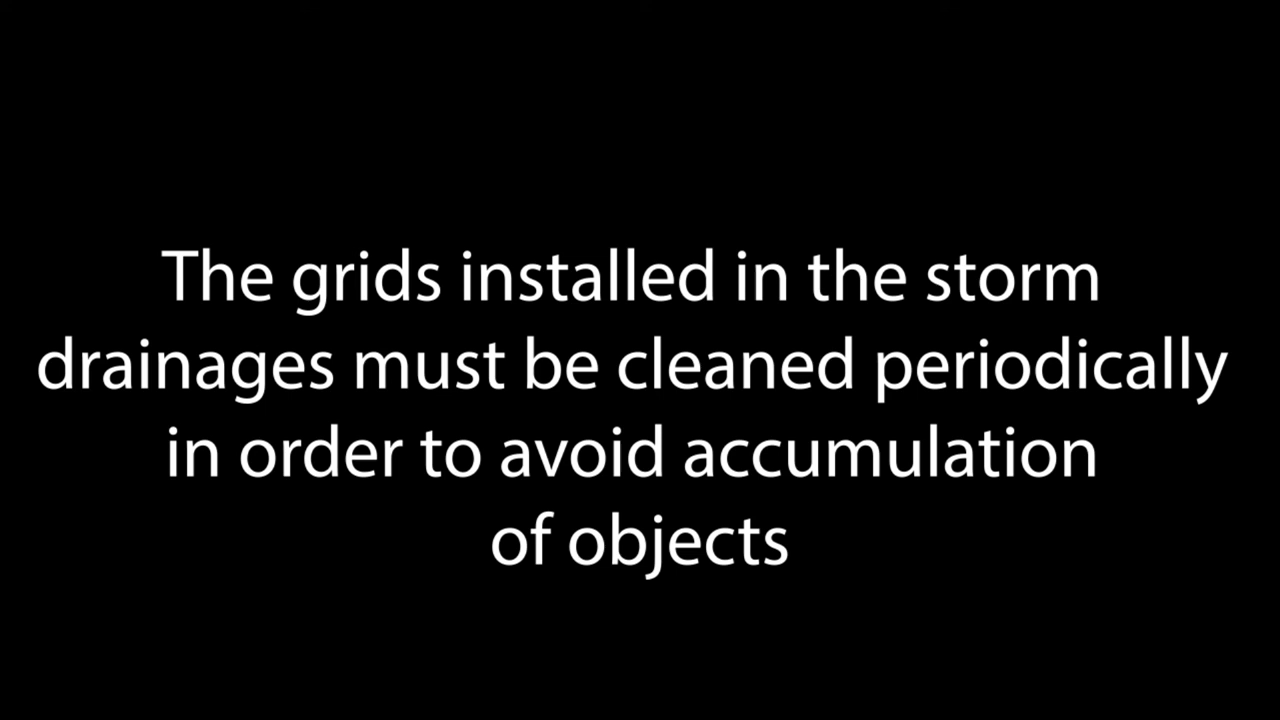 The grids installed in the storm
drainages must be cleaned periodically
in order to avoid accumulation
of objects